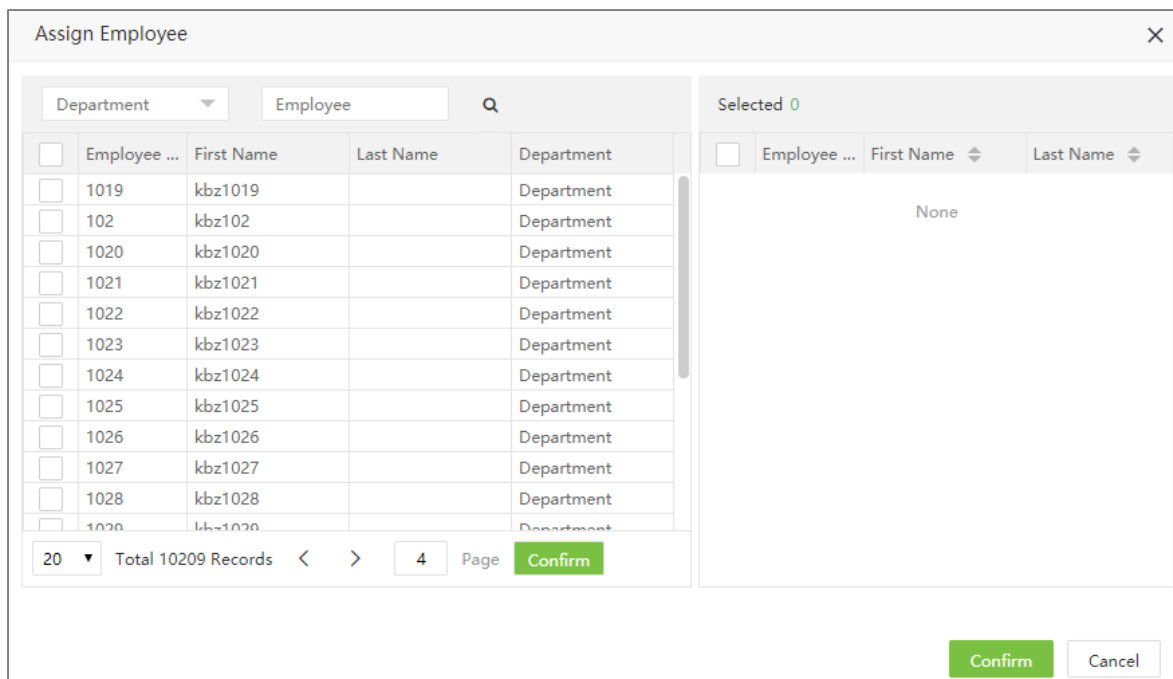 Assign Employee
Department Employee Selected 0
Employee ... First Name Last Name Department Employee ... First Name Last Name
1019 kbz1019 Department
None
102 kbz102 Department
1020 kbz1020 Department
1021 kbz1021 Department
1022 kbz1022 Department
1023 kbz1023 Department
1024 kbz1024 Department
1025 kbz1025 Department
1026 kbz1026 Department
1027 kbz1027 Department
1028 kbz1028 Department
1029 kbz1029 Department
20 Total 10209 Records < > 4 Page Confirm
Confirm Cancel